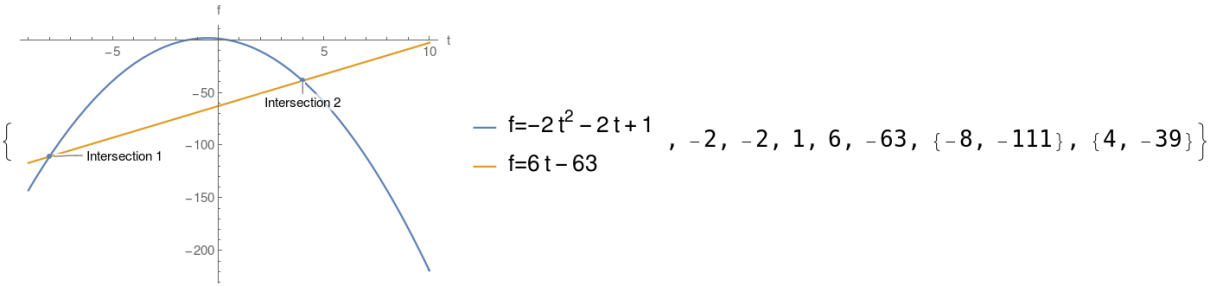 f
t
−5
5
10
−50
−100
−150
−200
Intersection 2
Intersection 1
{
f=−2 t² − 2 t + 1
f=6 t − 63
, −2, −2, 1, 6, −63, {−8, −111}, {4, −39}}